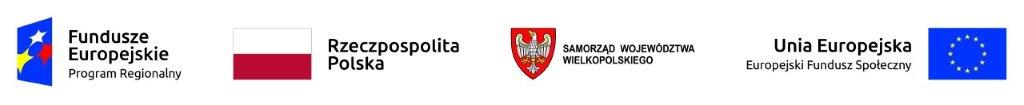 Fundusze
Europejskie
Program Regionalny
Rzeczpospolita
Polska
SAMORZĄD WOJEWÓDZTWA
WIELKOPOLSKIEGO
Unia Europejska
Europejski Fundusz Społeczny